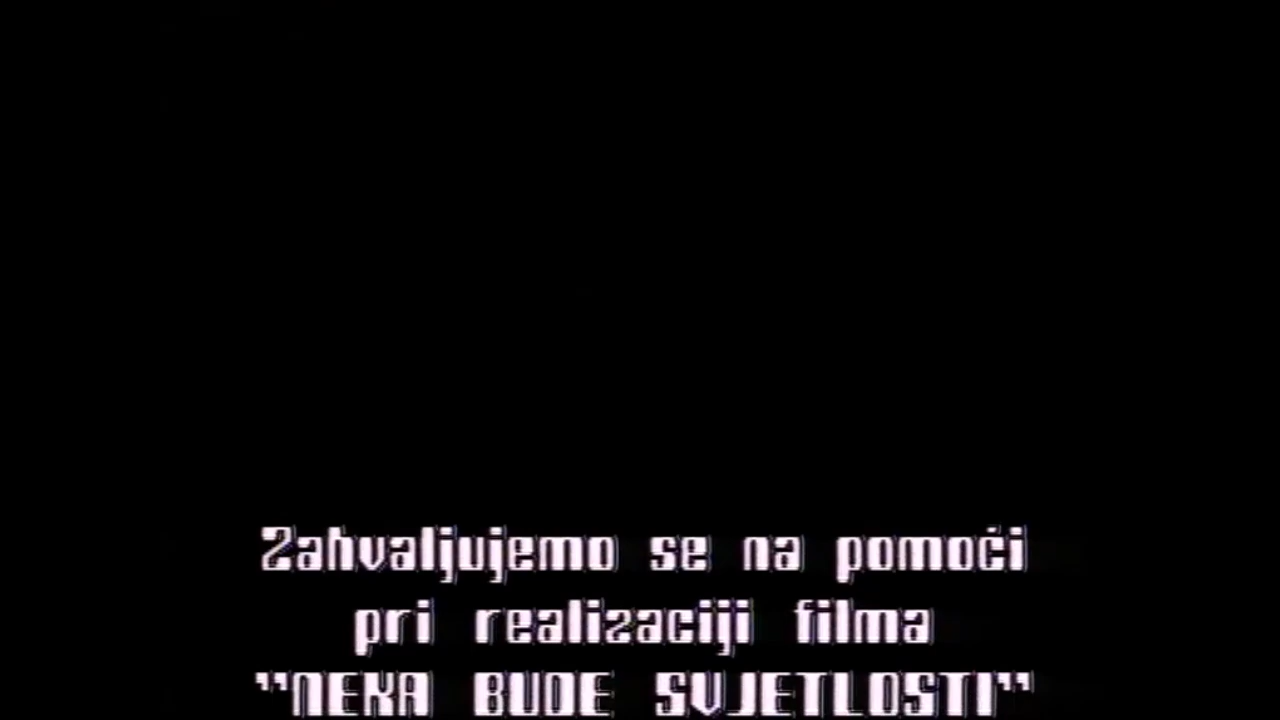 Zahvaljujemo se na pomoći
pri realizaciji filma
"NEKA BUDE SVJETLOSTI"